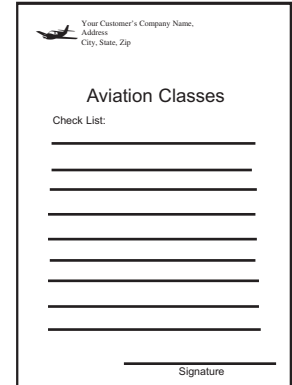 Your Customer's Company Name,
Address
City, State, Zip
Aviation Classes
Check List:
Signature